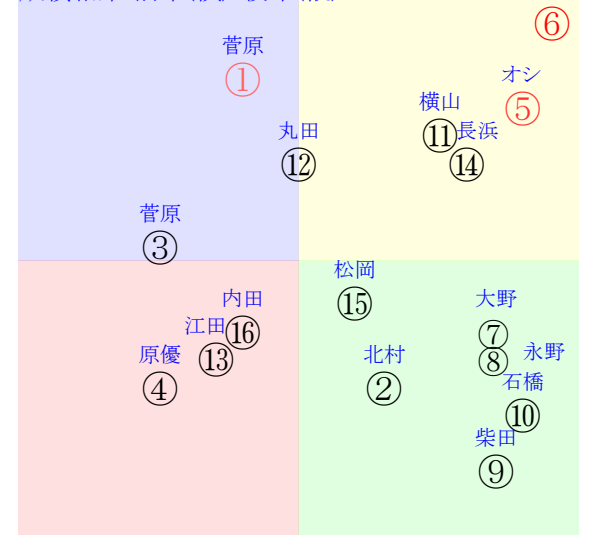 ⑥
菅原
①
オシ
⑤
横山
⑪
長浜
⑭
丸田
⑫
菅原
③
松岡
⑮
内田
⑯
大野
⑦
江田
⑬
原優
④
北村
②
永野
⑧
石橋
⑩
柴田
⑨